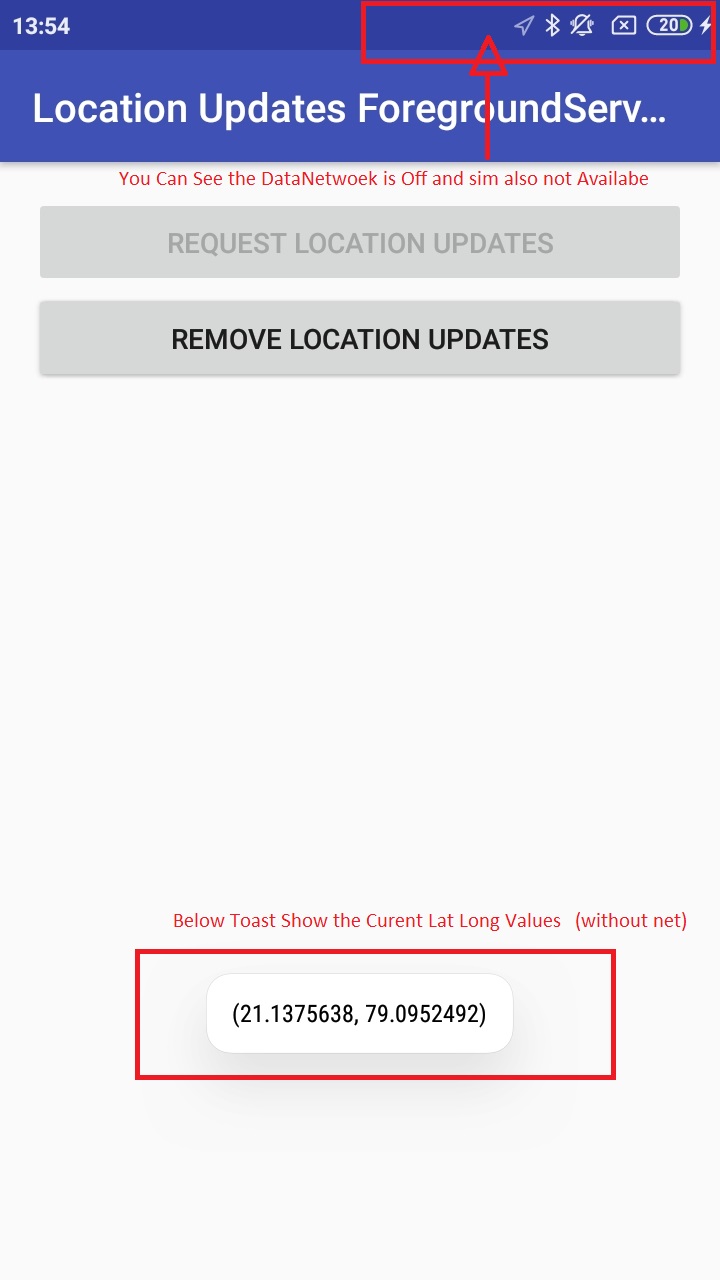 13:54
20
Location Updates ForegroundServ...
You Can See the DataNetwoek is Off and sim also not Availabe
REQUEST LOCATION UPDATES
REMOVE LOCATION UPDATES
Below Toast Show the Curent Lat Long Values (without net)
(21.1375638, 79.0952492)